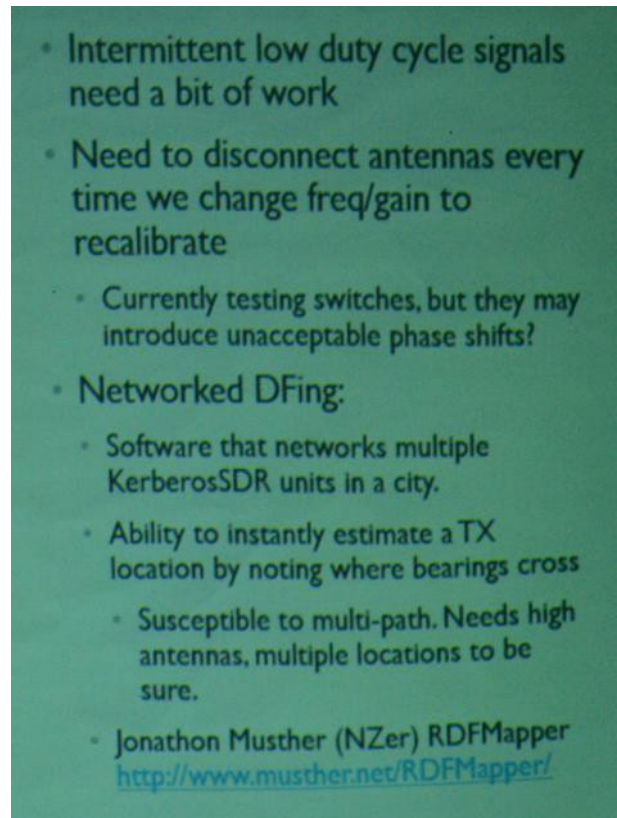 • Intermittent low duty cycle signals
need a bit of work
• Need to disconnect antennas every
time we change freq/gain to
recalibrate
• Currently testing switches, but they may
introduce unacceptable phase shifts?
• Networked DFing:
• Software that networks multiple
KerberosSDR units in a city.
• Ability to instantly estimate a TX
location by noting where bearings cross
• Susceptible to multi-path. Needs high
antennas, multiple locations to be
sure.
• Jonathon Musther (NZer) RDFMapper
http://www.musther.net/RDFMapper/